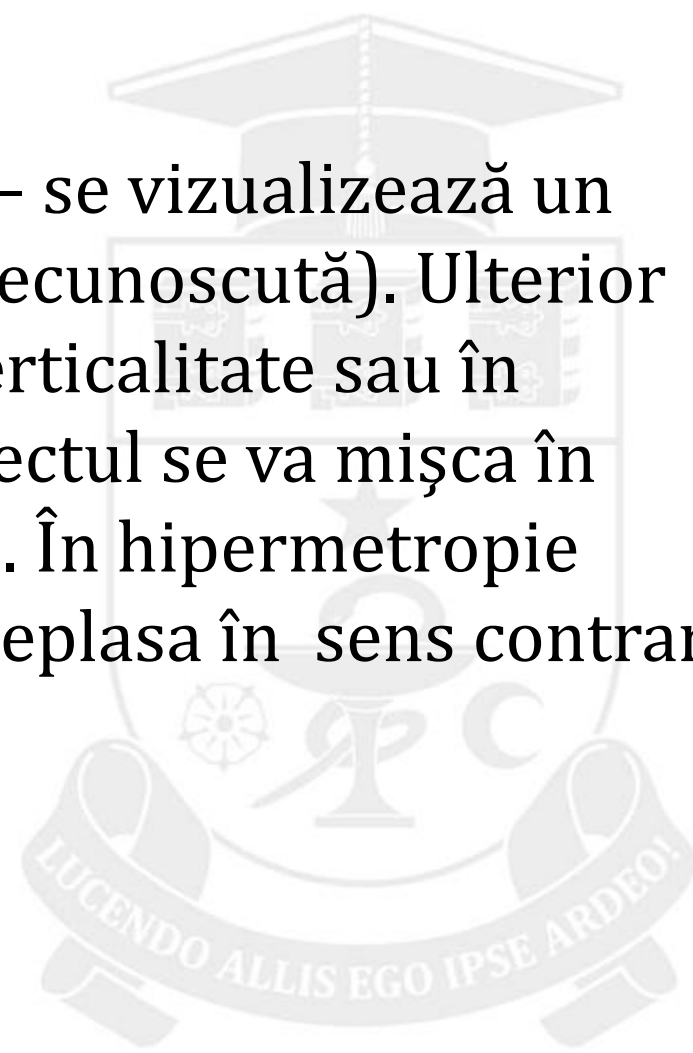 – se vizualizează un
ecunoscută). Ulterior
erticalitate sau în
ectul se va mișca în
. În hipermetropie
eplasa în sens contrar
LUCENDO ALLIS EGO IPSE ARDEO!